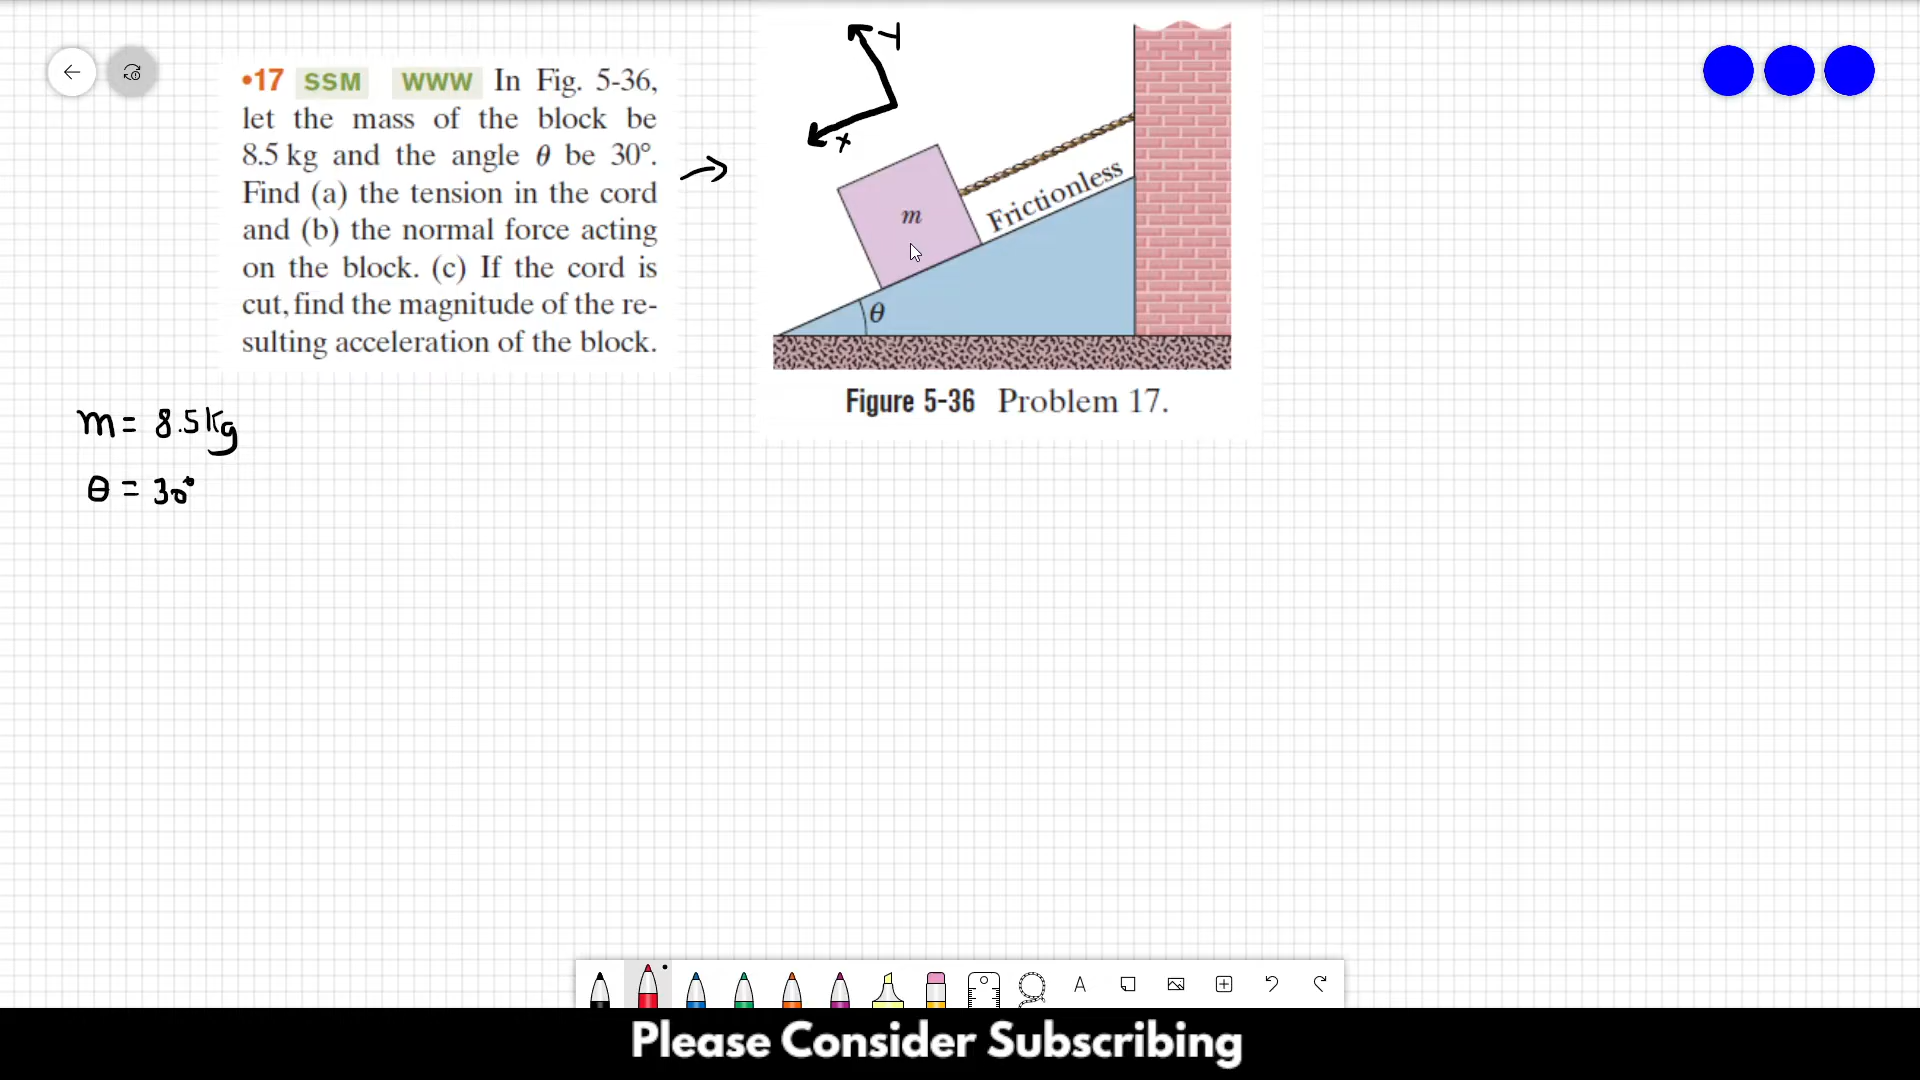 •17 SSM WWW In Fig. 5-36,
let the mass of the block be
8.5 kg and the angle θ be 30°.
Find (a) the tension in the cord
and (b) the normal force acting
on the block. (c) If the cord is
cut, find the magnitude of the re-
sulting acceleration of the block.
x
m
Frictionless
θ
Figure 5-36 Problem 17.
m = 8.5 kg
θ = 30°
A
Please Consider Subscribing